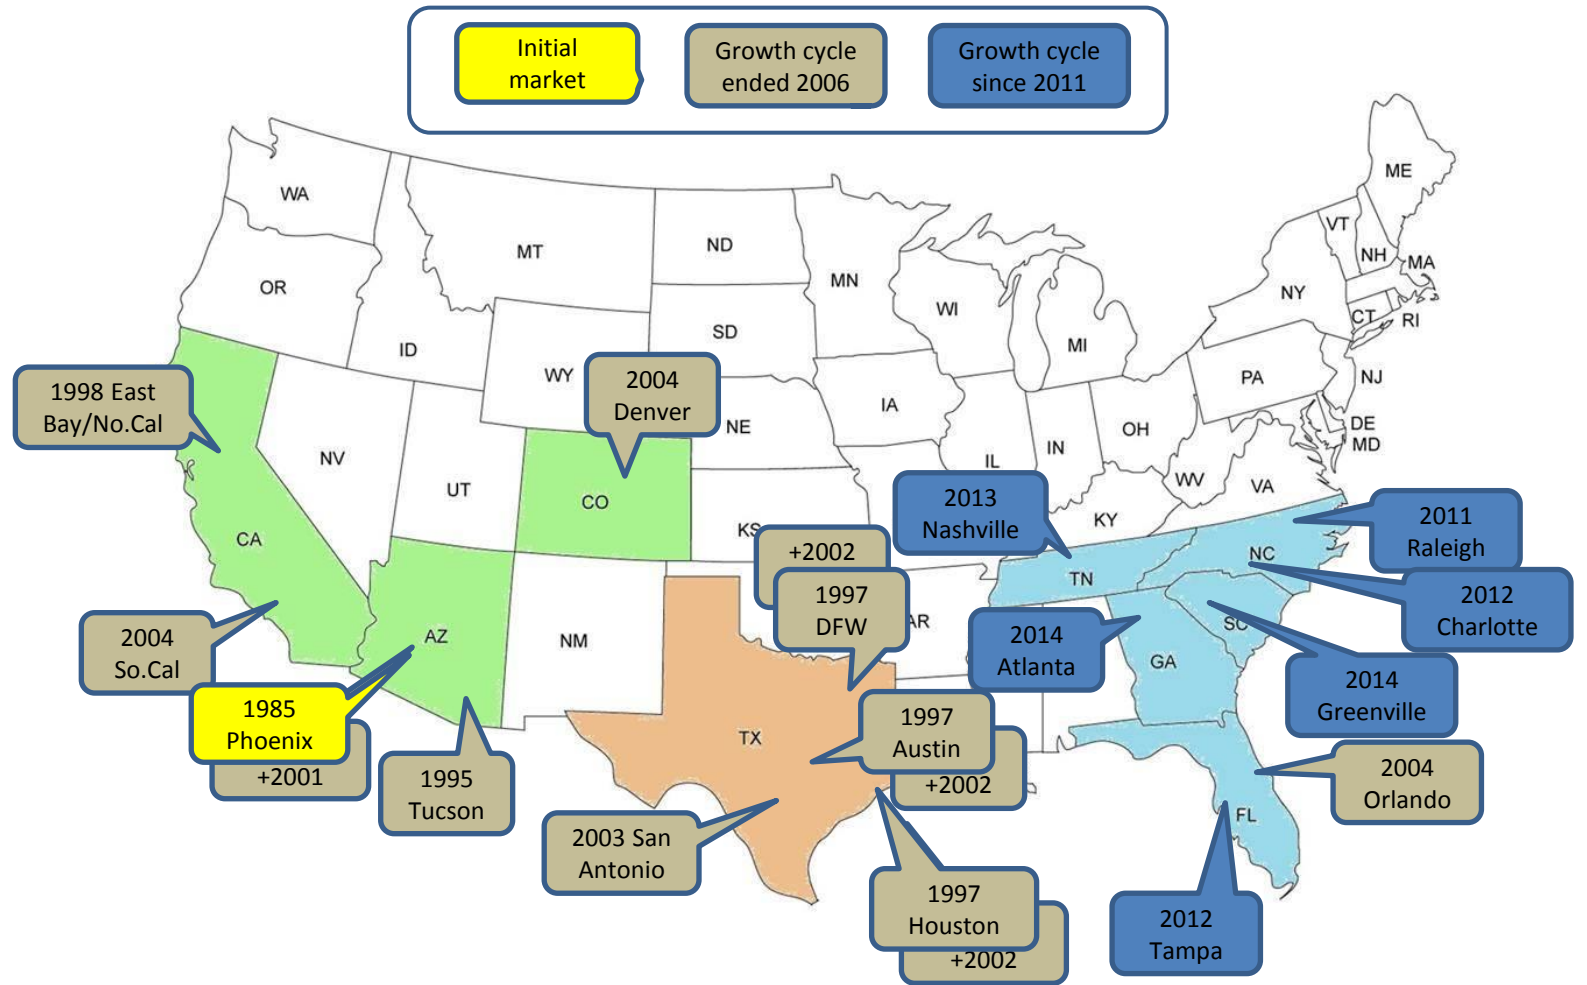 Initial
market
Growth cycle
ended 2006
Growth cycle
since 2011
WA
OR
ID
MT
ND
SD
MN
WI
MI
WY
NE
IA
NV
UT
CO
KS
IL
IN
OH
KY
WV
VA
PA
NY
VT
NH
ME
MA
CT
RI
NJ
DE
MD
CA
AZ
NM
TX
AR
TN
NC
SC
GA
FL
1998 East
Bay/No.Cal
2004
Denver
2013
Nashville
2011
Raleigh
+2002
1997
DFW
2012
Charlotte
2004
So.Cal
2014
Atlanta
2014
Greenville
1985
Phoenix
+2001
1995
Tucson
1997
Austin
+2002
2004
Orlando
2003 San
Antonio
1997
Houston
+2002
2012
Tampa